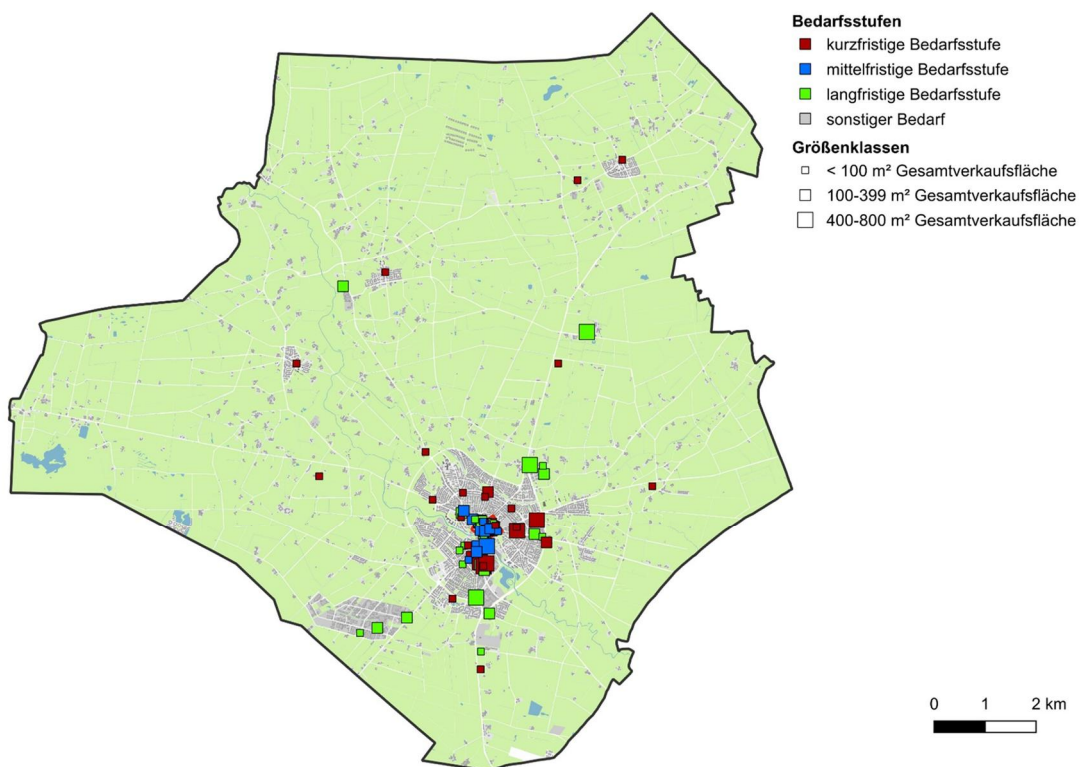 Bedarfsstufen
kurzfristige Bedarfsstufe
mittelfristige Bedarfsstufe
langfristige Bedarfsstufe
sonstiger Bedarf
Größenklassen
< 100 m² Gesamtverkaufsfläche
100-399 m² Gesamtverkaufsfläche
400-800 m² Gesamtverkaufsfläche
0 1 2 km